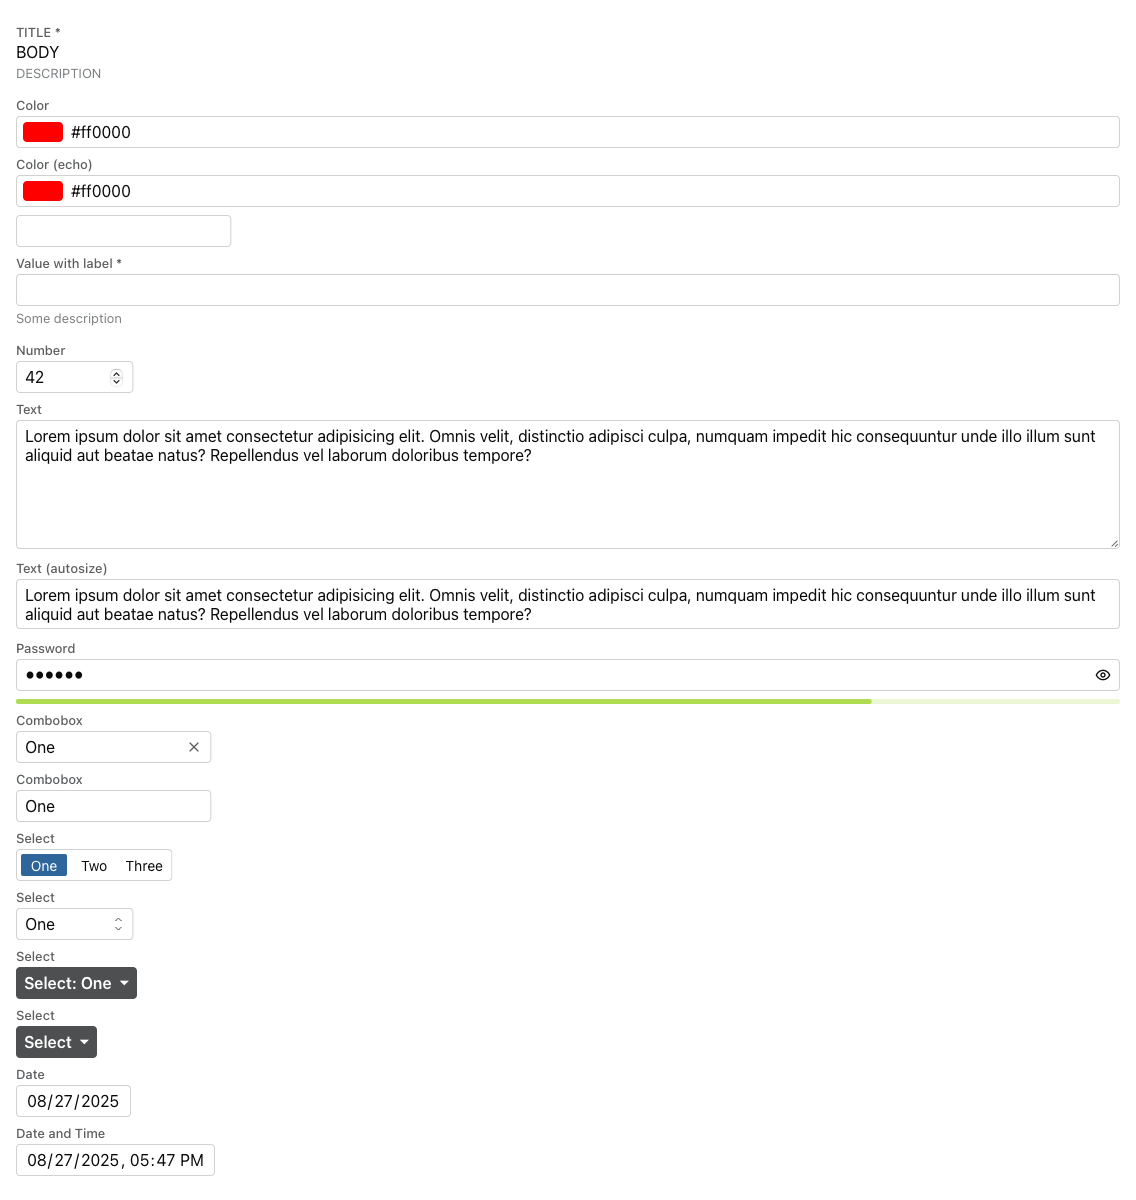 TITLE *
BODY
DESCRIPTION
Color
#ff0000
Color (echo)
#ff0000
Value with label *
Some description
Number
42
Text
Lorem ipsum dolor sit amet consectetur adipisicing elit. Omnis velit, distinctio adipisci culpa, numquam impedit hic consequuntur unde illo illum sunt
aliquid aut beatae natus? Repellendus vel laborum doloribus tempore?
Text (autosize)
Lorem ipsum dolor sit amet consectetur adipisicing elit. Omnis velit, distinctio adipisci culpa, numquam impedit hic consequuntur unde illo illum sunt
aliquid aut beatae natus? Repellendus vel laborum doloribus tempore?
Password
●●●●●●
Combobox
One
Combobox
One
Select
One Two Three
Select
One
Select
Select: One
Select
Select
Date
08/27/2025
Date and Time
08/27/2025, 05:47 PM